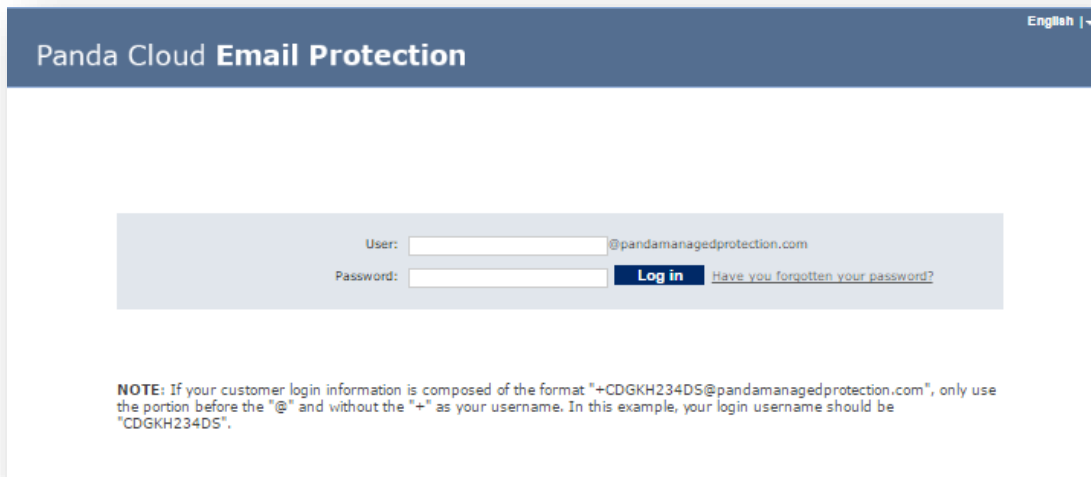 English |
Panda Cloud Email Protection
User: @pandamanagedprotection.com
Password: Log in Have you forgotten your password?
NOTE: If your customer login information is composed of the format "+CDGKH234DS@pandamanagedprotection.com", only use
the portion before the "@" and without the "+" as your username. In this example, your login username should be
"CDGKH234DS".